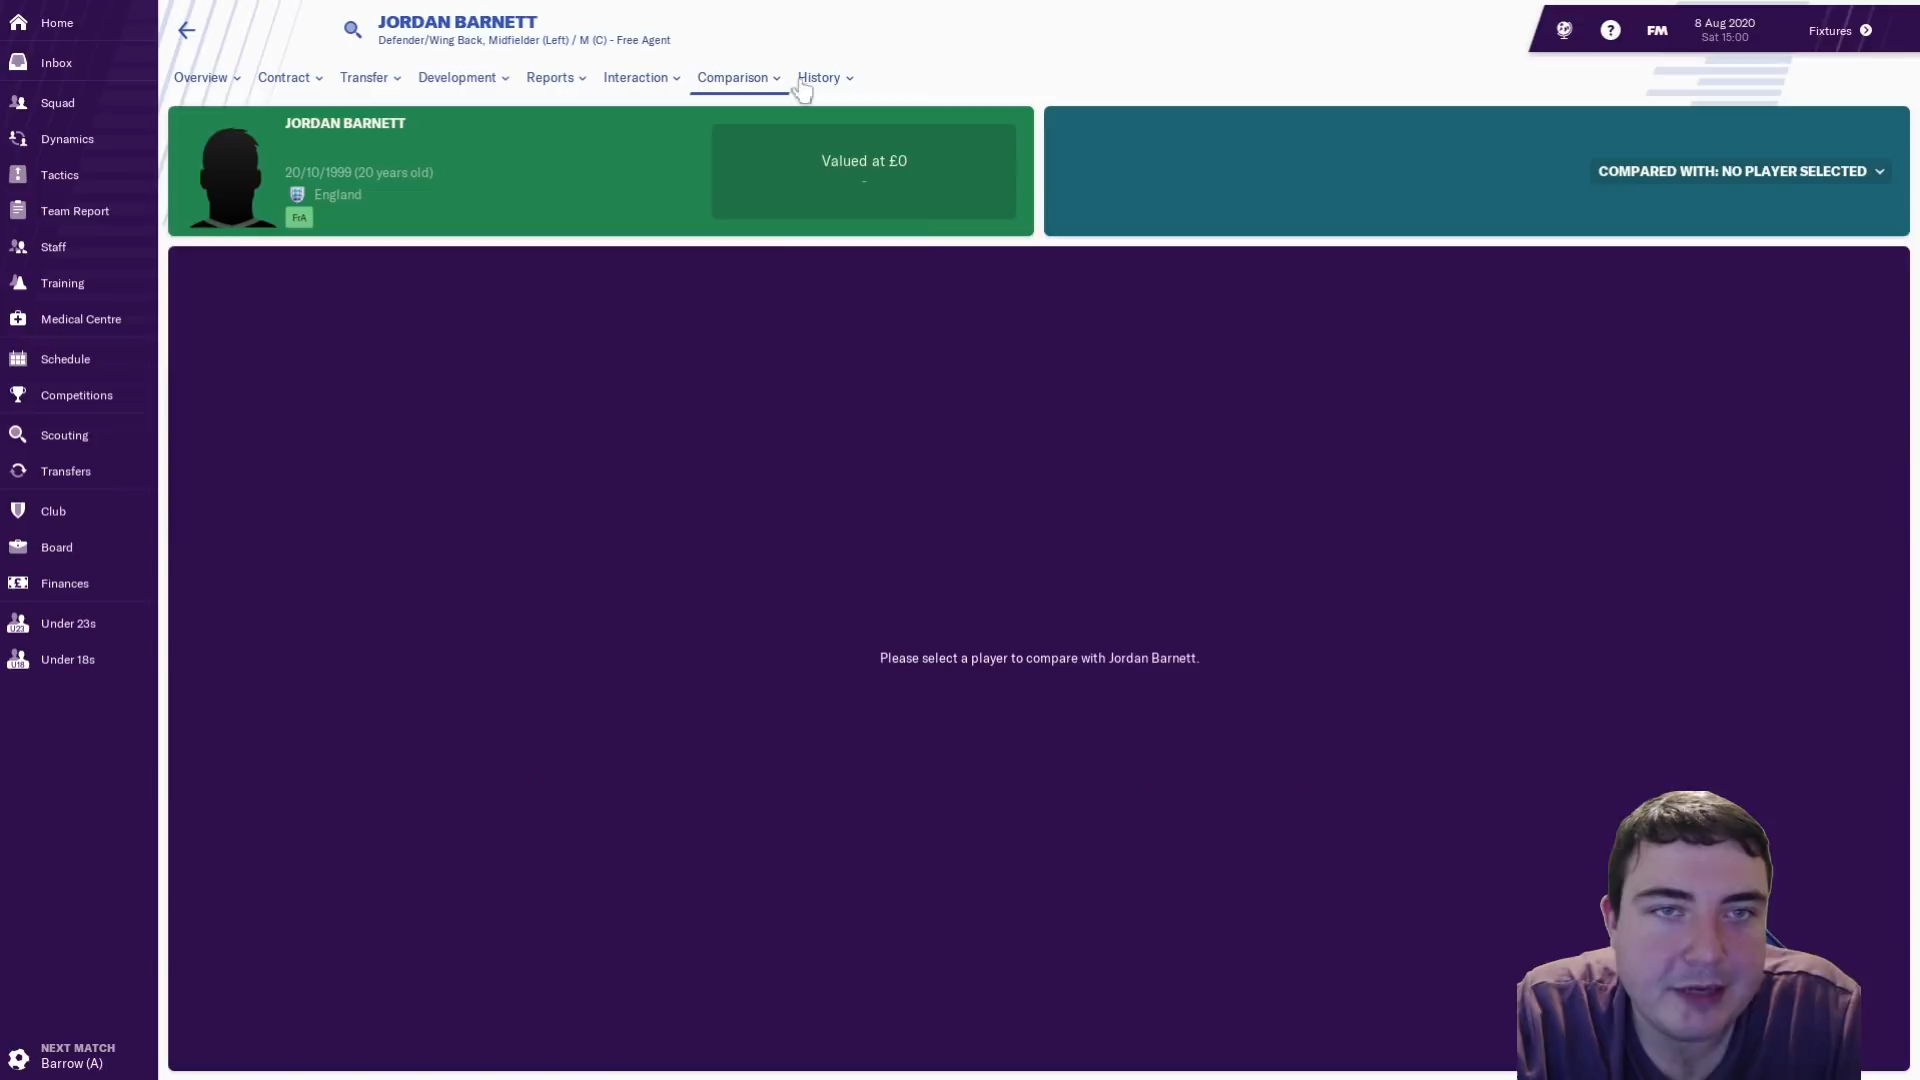 Home
Inbox
Squad
Dynamics
Tactics
Team Report
Staff
Training
Medical Centre
Schedule
Competitions
Scouting
Transfers
Club
Board
Finances
U23
Under 23s
U18
Under 18s
NEXT MATCH
Barrow (A)
JORDAN BARNETT
Defender/Wing Back, Midfielder (Left) / M (C) - Free Agent
?
FM
8 Aug 2020
Sat 15:00
Fixtures
Overview Contract Transfer Development Reports Interaction Comparison History
JORDAN BARNETT
20/10/1999 (20 years old)
England
FrA
Valued at £0
-
COMPARED WITH: NO PLAYER SELECTED
Please select a player to compare with Jordan Barnett.